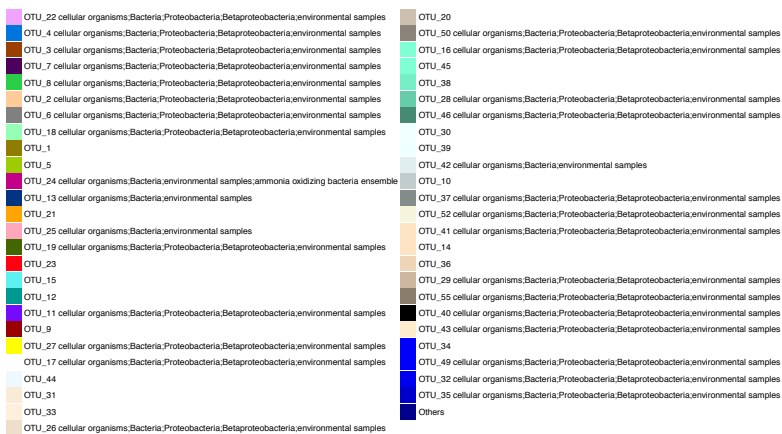 OTU_22 cellular organisms;Bacteria;Proteobacteria;Betaproteobacteria;environmental samples
OTU_4 cellular organisms;Bacteria;Proteobacteria;Betaproteobacteria;environmental samples
OTU_3 cellular organisms;Bacteria;Proteobacteria;Betaproteobacteria;environmental samples
OTU_7 cellular organisms;Bacteria;Proteobacteria;Betaproteobacteria;environmental samples
OTU_8 cellular organisms;Bacteria;Proteobacteria;Betaproteobacteria;environmental samples
OTU_2 cellular organisms;Bacteria;Proteobacteria;Betaproteobacteria;environmental samples
OTU_6 cellular organisms;Bacteria;Proteobacteria;Betaproteobacteria;environmental samples
OTU_18 cellular organisms;Bacteria;Proteobacteria;Betaproteobacteria;environmental samples
OTU_1
OTU_5
OTU_24 cellular organisms;Bacteria;environmental samples;ammonia oxidizing bacteria ensemble
OTU_13 cellular organisms;Bacteria;environmental samples
OTU_21
OTU_25 cellular organisms;Bacteria;environmental samples
OTU_19 cellular organisms;Bacteria;Proteobacteria;Betaproteobacteria;environmental samples
OTU_23
OTU_15
OTU_12
OTU_11 cellular organisms;Bacteria;Proteobacteria;Betaproteobacteria;environmental samples
OTU_9
OTU_27 cellular organisms;Bacteria;Proteobacteria;Betaproteobacteria;environmental samples
OTU_17 cellular organisms;Bacteria;Proteobacteria;Betaproteobacteria;environmental samples
OTU_44
OTU_31
OTU_33
OTU_26 cellular organisms;Bacteria;Proteobacteria;Betaproteobacteria;environmental samples
OTU_20
OTU_50 cellular organisms;Bacteria;Proteobacteria;Betaproteobacteria;environmental samples
OTU_16 cellular organisms;Bacteria;Proteobacteria;Betaproteobacteria;environmental samples
OTU_45
OTU_38
OTU_28 cellular organisms;Bacteria;Proteobacteria;Betaproteobacteria;environmental samples
OTU_46 cellular organisms;Bacteria;Proteobacteria;Betaproteobacteria;environmental samples
OTU_30
OTU_39
OTU_42 cellular organisms;Bacteria;environmental samples
OTU_10
OTU_37 cellular organisms;Bacteria;Proteobacteria;Betaproteobacteria;environmental samples
OTU_52 cellular organisms;Bacteria;Proteobacteria;Betaproteobacteria;environmental samples
OTU_41 cellular organisms;Bacteria;Proteobacteria;Betaproteobacteria;environmental samples
OTU_14
OTU_36
OTU_29 cellular organisms;Bacteria;Proteobacteria;Betaproteobacteria;environmental samples
OTU_55 cellular organisms;Bacteria;Proteobacteria;Betaproteobacteria;environmental samples
OTU_40 cellular organisms;Bacteria;Proteobacteria;Betaproteobacteria;environmental samples
OTU_43 cellular organisms;Bacteria;Proteobacteria;Betaproteobacteria;environmental samples
OTU_34
OTU_49 cellular organisms;Bacteria;Proteobacteria;Betaproteobacteria;environmental samples
OTU_32 cellular organisms;Bacteria;Proteobacteria;Betaproteobacteria;environmental samples
OTU_35 cellular organisms;Bacteria;Proteobacteria;Betaproteobacteria;environmental samples
Others